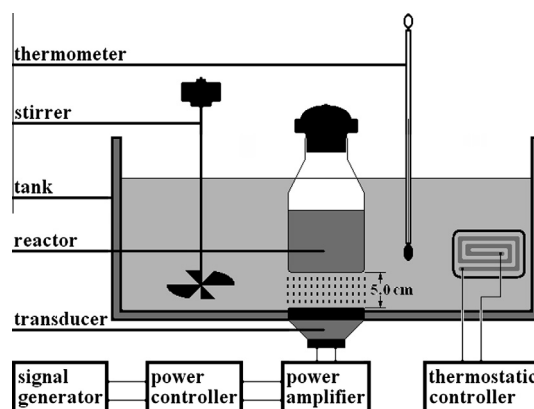 thermometer
stirrer
tank
reactor
5,0 cm
transducer
signal
generator
power
controller
power
amplifier
thermostatic
controller